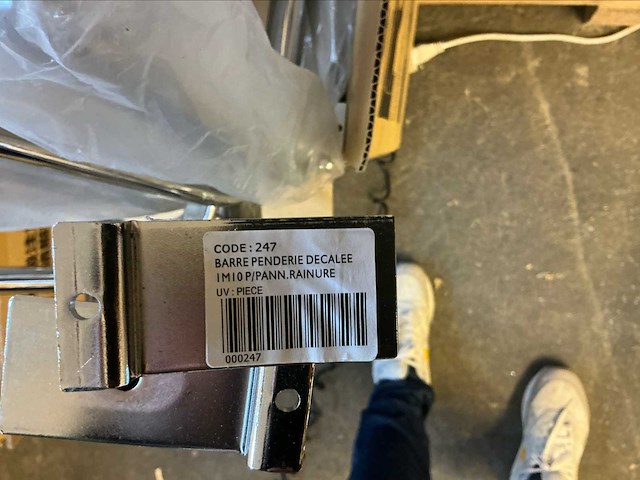 CODE : 247
BARRE PENDERIE DECALEE
1M10 P/PANN.RAINURE
UV : PIECE
000247